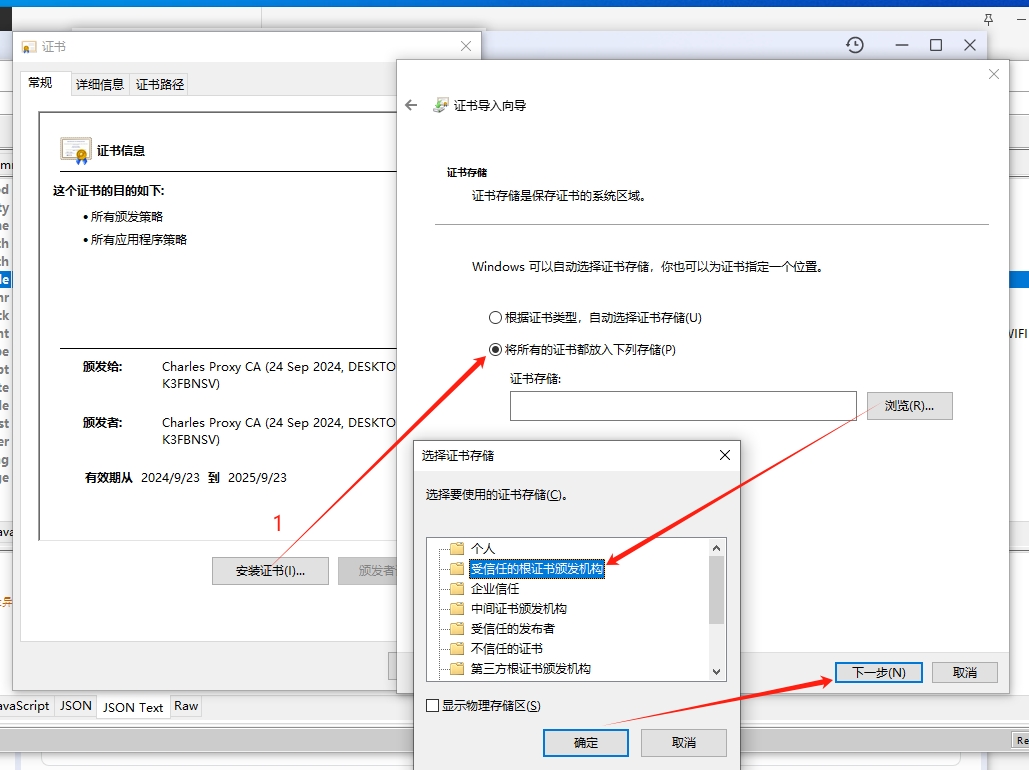 证书
常规
详细信息
证书路径
证书信息
这个证书的目的如下:
• 所有颁发策略
• 所有应用程序策略
颁发给:
Charles Proxy CA (24 Sep 2024, DESKTO
K3FBNSV)
颁发者:
Charles Proxy CA (24 Sep 2024, DESKTO
K3FBNSV)
有效期从 2024/9/23 到 2025/9/23
1
安装证书(I)...
颁发者
证书导入向导
证书存储
证书存储是保存证书的系统区域。
Windows 可以自动选择证书存储，你也可以为证书指定一个位置。
根据证书类型，自动选择证书存储(U)
将所有的证书都放入下列存储(P)
证书存储:
浏览(R)...
选择证书存储
选择要使用的证书存储(C)。
个人
受信任的根证书颁发机构
企业信任
中间证书颁发机构
受信任的发布者
不信任的证书
第三方根证书颁发机构
显示物理存储区(S)
确定
取消
下一步(N)
取消
avaScript
JSON
JSON Text
Raw
WIFI
Re